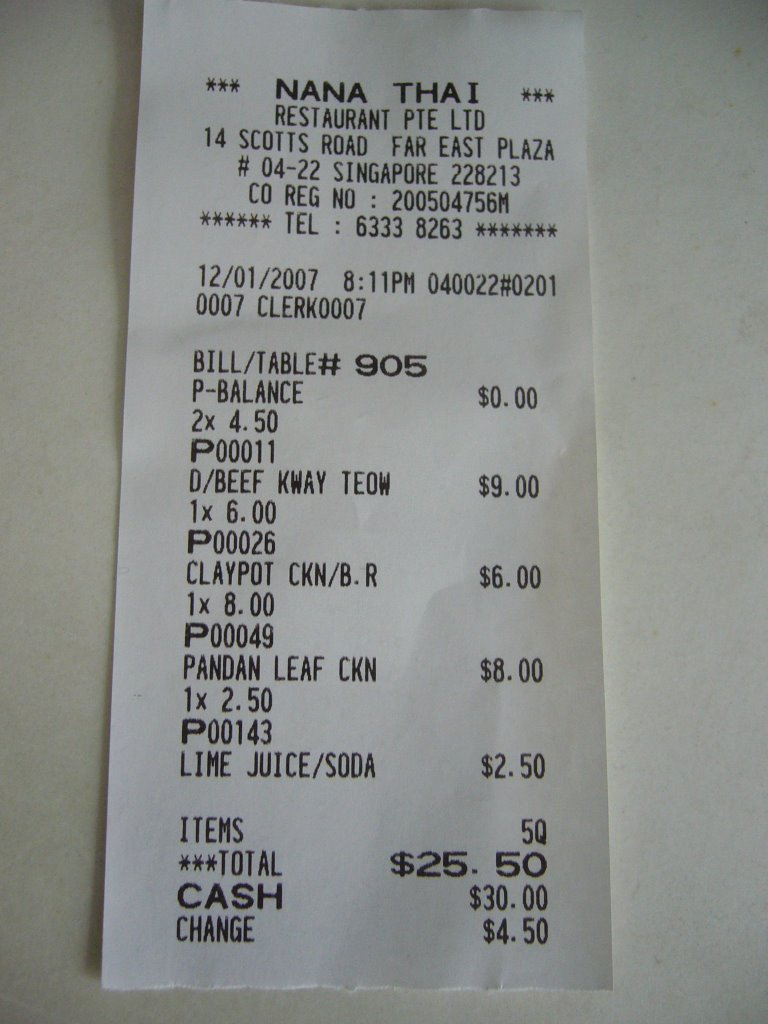 *** NANA THAI ***
RESTAURANT PTE LTD
14 SCOTTS ROAD FAR EAST PLAZA
# 04-22 SINGAPORE 228213
CO REG NO : 200504756M
****** TEL : 6333 8263 *******
12/01/2007 8:11PM 040022#0201
0007 CLERK0007
BILL/TABLE# 905
P-BALANCE $0.00
2x 4.50
P00011
D/BEEF KWAY TEOW $9.00
1x 6.00
P00026
CLAYPOT CKN/B.R $6.00
1x 8.00
P00049
PANDAN LEAF CKN $8.00
1x 2.50
P00143
LIME JUICE/SODA $2.50
ITEMS 5Q
***TOTAL $25.50
CASH $30.00
CHANGE $4.50